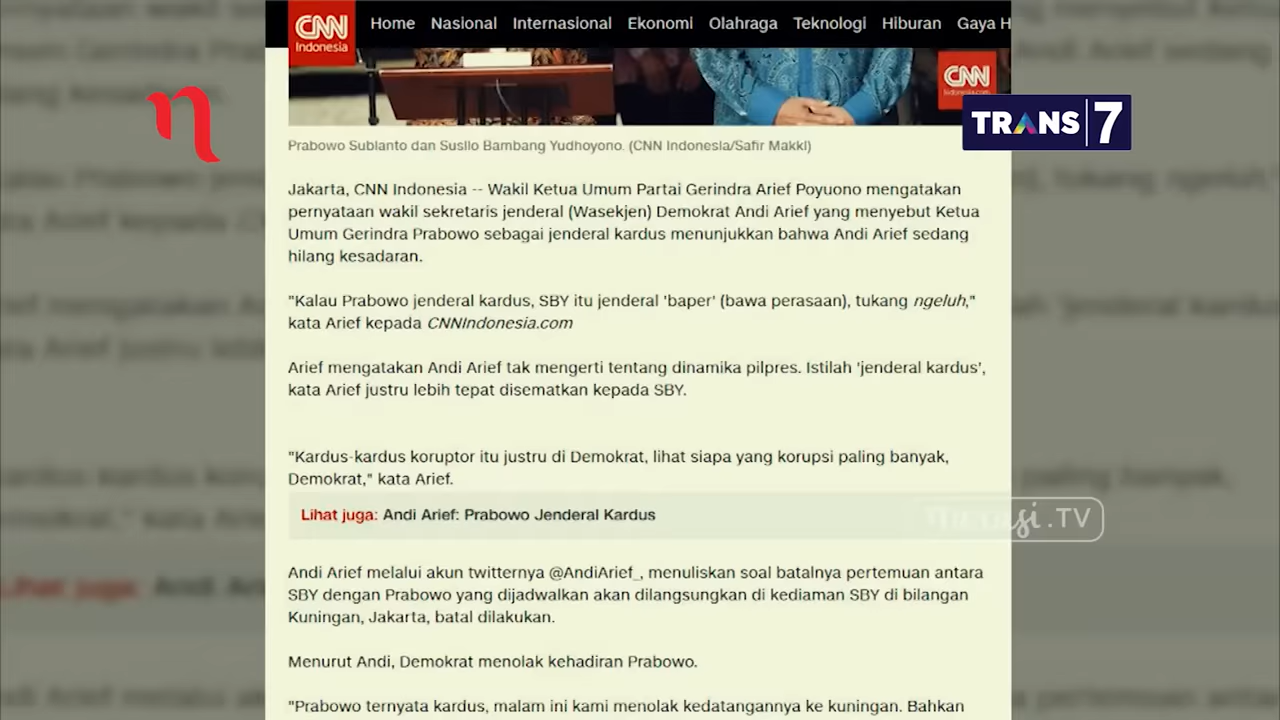 CNN
Indonesia
Home Nasional Internasional Ekonomi Olahraga Teknologi Hiburan Gaya H
CNN
Indonesia.com
TRANS 7
Prabowo Subianto dan Susilo Bambang Yudhoyono. (CNN Indonesia/Safir Makki)
Jakarta, CNN Indonesia -- Wakil Ketua Umum Partai Gerindra Arief Poyuono mengatakan
pernyataan wakil sekretaris jenderal (Wasekjen) Demokrat Andi Arief yang menyebut Ketua
Umum Gerindra Prabowo sebagai jenderal kardus menunjukkan bahwa Andi Arief sedang
hilang kesadaran.
"Kalau Prabowo jenderal kardus, SBY itu jenderal 'baper' (bawa perasaan), tukang ngeluh,"
kata Arief kepada CNNIndonesia.com
Arief mengatakan Andi Arief tak mengerti tentang dinamika pilpres. Istilah 'jenderal kardus',
kata Arief justru lebih tepat disematkan kepada SBY.
"Kardus-kardus koruptor itu justru di Demokrat, lihat siapa yang korupsi paling banyak,
Demokrat," kata Arief.
Lihat juga: Andi Arief: Prabowo Jenderal Kardus
Narasi.TV
Andi Arief melalui akun twitternya @AndiArief_, menuliskan soal batalnya pertemuan antara
SBY dengan Prabowo yang dijadwalkan akan dilangsungkan di kediaman SBY di bilangan
Kuningan, Jakarta, batal dilakukan.
Menurut Andi, Demokrat menolak kehadiran Prabowo.
"Prabowo ternyata kardus, malam ini kami menolak kedatangannya ke kuningan. Bahkan